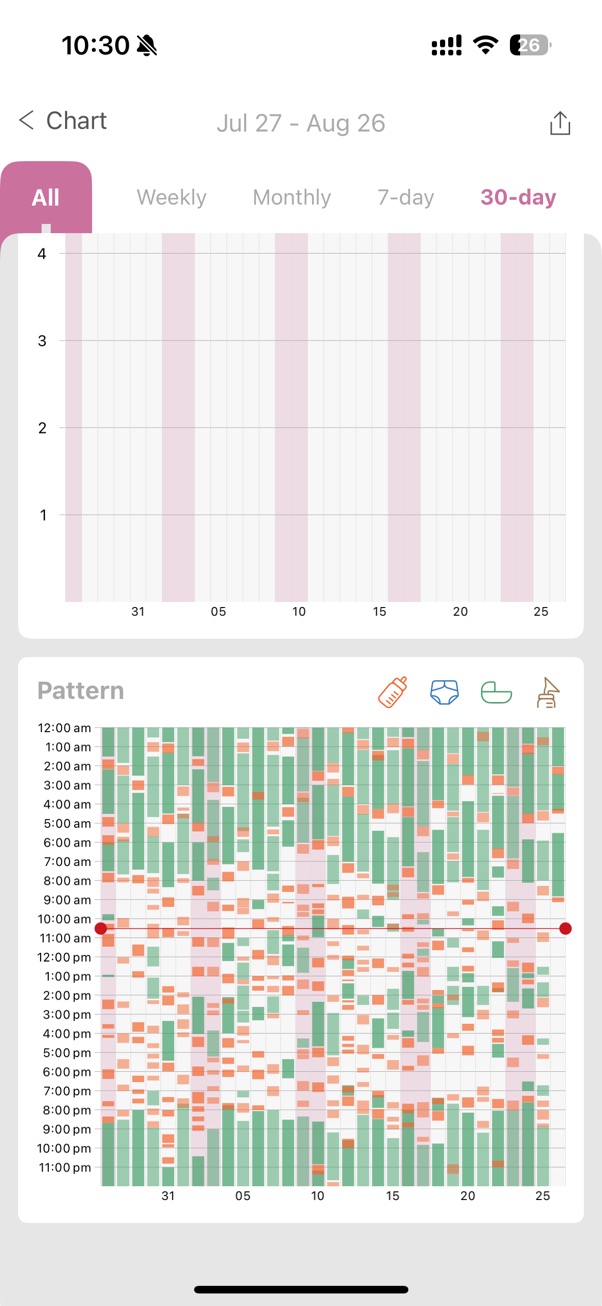 10:30
26
Chart
Jul 27 - Aug 26
All
Weekly
Monthly
7-day
30-day
4
3
2
1
31 05 10 15 20 25
Pattern
12:00 am
1:00 am
2:00 am
3:00 am
4:00 am
5:00 am
6:00 am
7:00 am
8:00 am
9:00 am
10:00 am
11:00 am
12:00 pm
1:00 pm
2:00 pm
3:00 pm
4:00 pm
5:00 pm
6:00 pm
7:00 pm
8:00 pm
9:00 pm
10:00 pm
11:00 pm
31 05 10 15 20 25